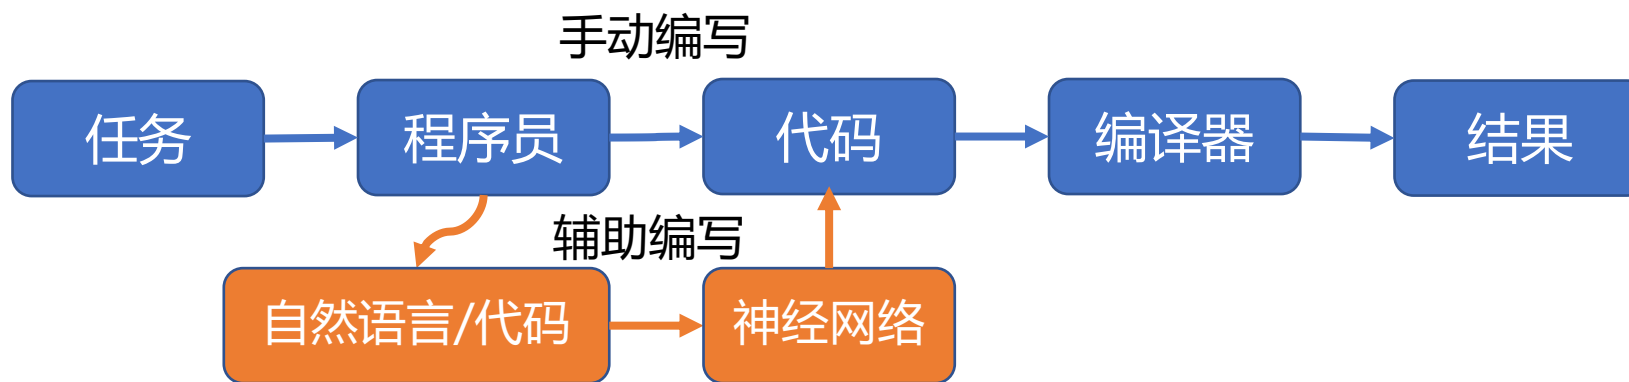 手动编写
任务
程序员
代码
编译器
结果
辅助编写
自然语言/代码
神经网络